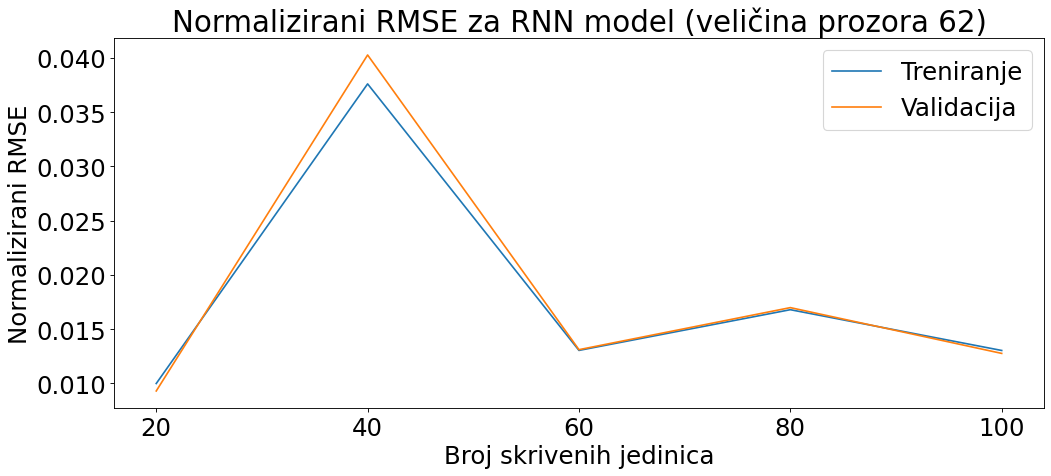 Normalizirani RMSE za RNN model (veličina prozora 62)
Treniranje
Validacija
Normalizirani RMSE
0.040
0.035
0.030
0.025
0.020
0.015
0.010
20 40 60 80 100
Broj skrivenih jedinica